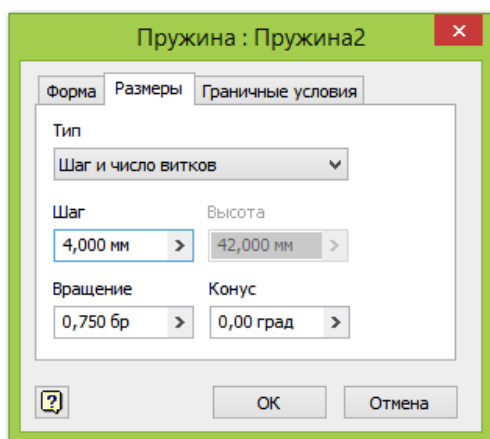 Пружина : Пружина2
Форма Размеры Граничные условия
Тип
Шаг и число витков
Шаг Высота
4,000 мм 42,000 мм
Вращение Конус
0,750 бр 0,00 град
ОК Отмена